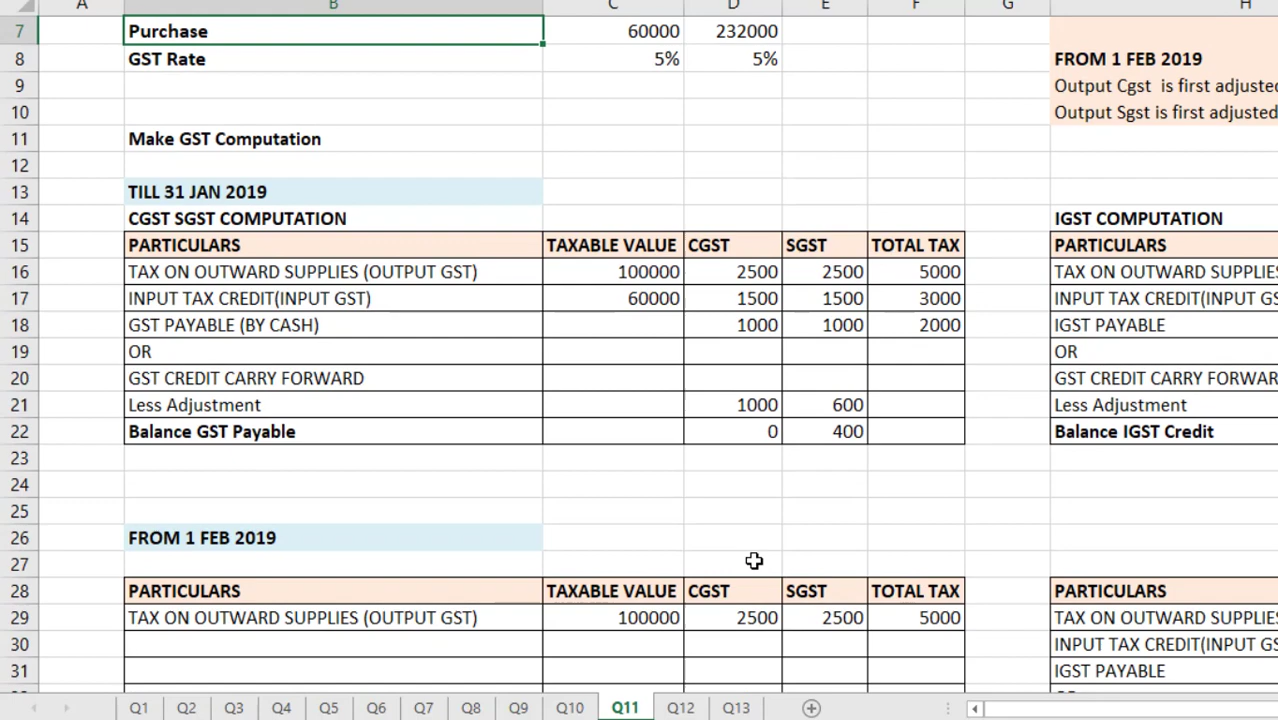 A B C D E F G H
7 Purchase 60000 232000
8 GST Rate 5% 5% FROM 1 FEB 2019
9 Output Cgst is first adjusted
10 Output Sgst is first adjusted
11 Make GST Computation
12
13 TILL 31 JAN 2019
14 CGST SGST COMPUTATION IGST COMPUTATION
15 PARTICULARS TAXABLE VALUE CGST SGST TOTAL TAX PARTICULARS
16 TAX ON OUTWARD SUPPLIES (OUTPUT GST) 100000 2500 2500 5000 TAX ON OUTWARD SUPPLIES
17 INPUT TAX CREDIT(INPUT GST) 60000 1500 1500 3000 INPUT TAX CREDIT(INPUT GS
18 GST PAYABLE (BY CASH) 1000 1000 2000 IGST PAYABLE
19 OR OR
20 GST CREDIT CARRY FORWARD GST CREDIT CARRY FORWAR
21 Less Adjustment 1000 600 Less Adjustment
22 Balance GST Payable 0 400 Balance IGST Credit
23
24
25
26 FROM 1 FEB 2019
27
28 PARTICULARS TAXABLE VALUE CGST SGST TOTAL TAX PARTICULARS
29 TAX ON OUTWARD SUPPLIES (OUTPUT GST) 100000 2500 2500 5000 TAX ON OUTWARD SUPPLIES
30 INPUT TAX CREDIT(INPUT GS
31 IGST PAYABLE
Q1 Q2 Q3 Q4 Q5 Q6 Q7 Q8 Q9 Q10 Q11 Q12 Q13